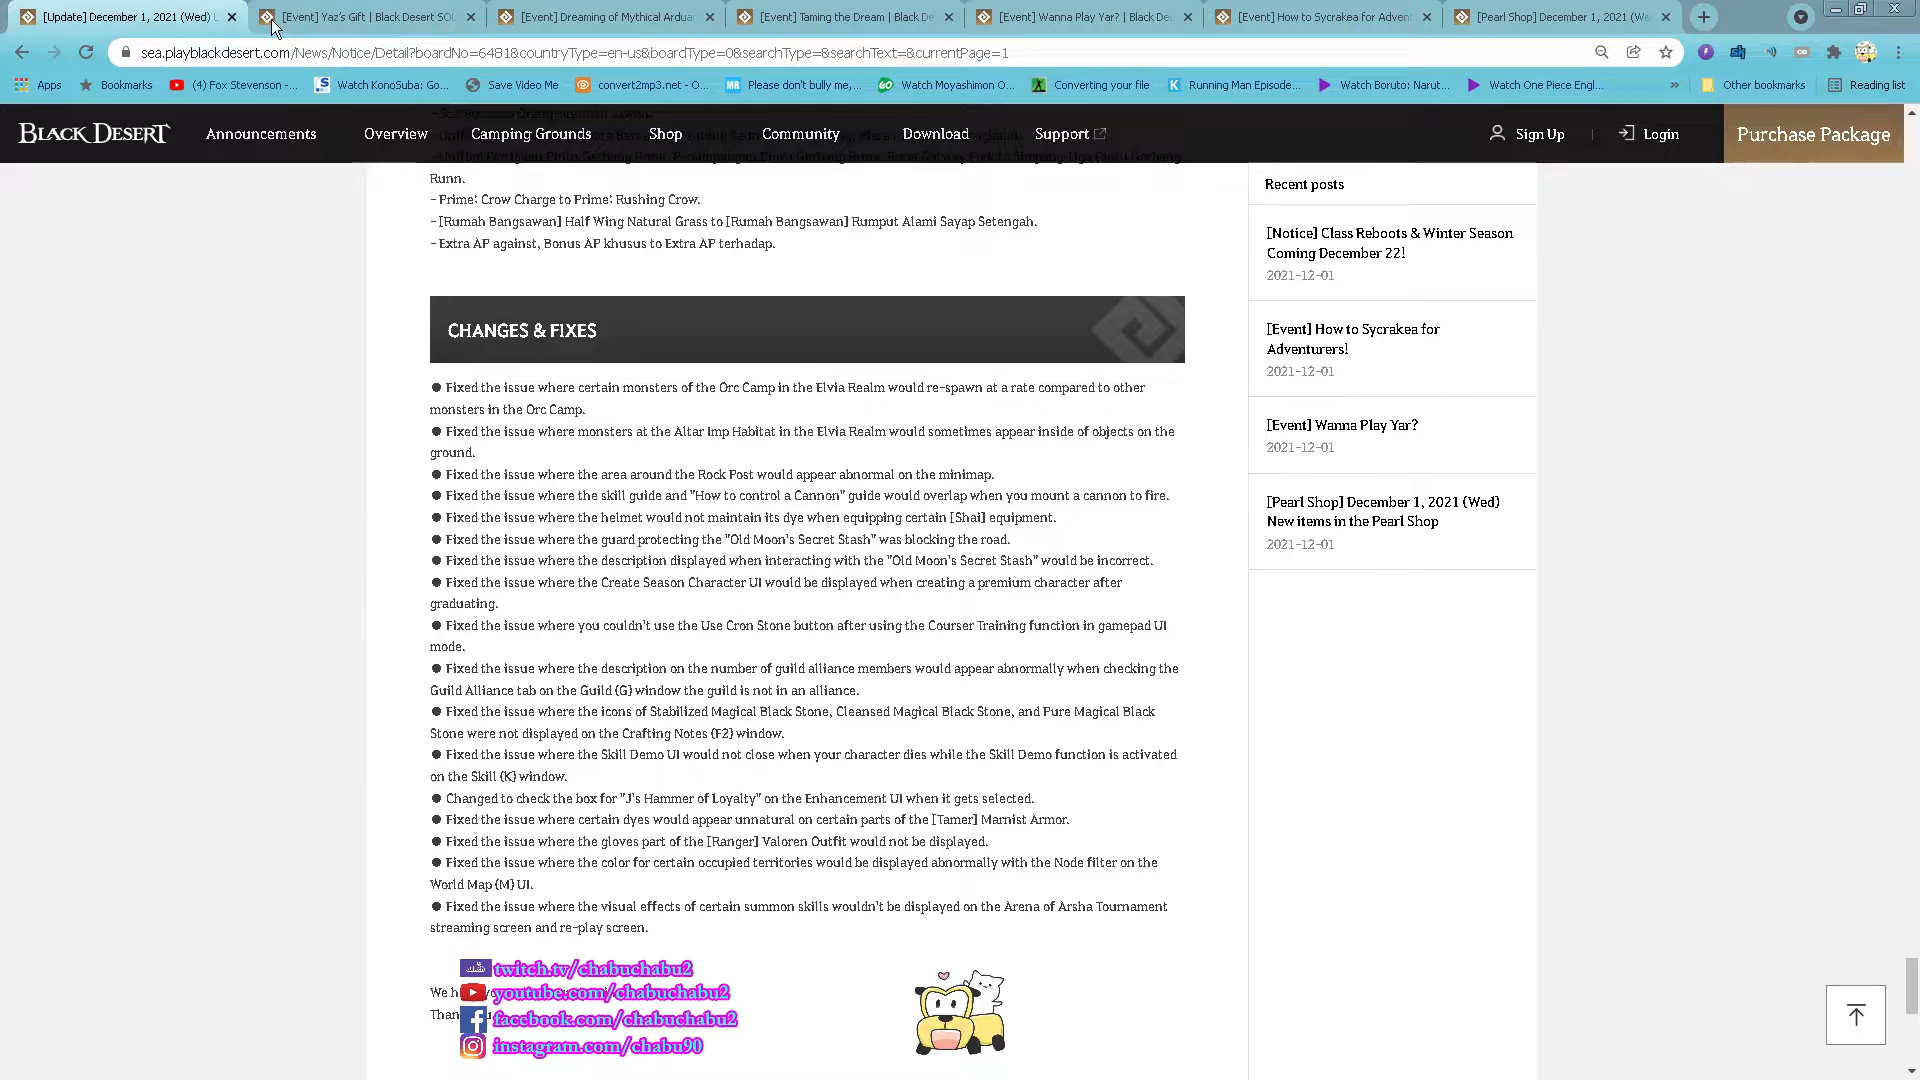 [Update] December 1, 2021 (Wed) U
[Event] Yaz's Gift | Black Desert SOU
[Event] Dreaming of Mythical Arduan
[Event] Taming the Dream | Black De
[Event] Wanna Play Yar? | Black Des
[Event] How to Sycrakea for Advent
[Pearl Shop] December 1, 2021 (We
sea.playblackdesert.com/News/Notice/Detail?boardNo=6481&countryType=en-us&boardType=0&searchType=&searchText=&currentPage=1
Apps
Bookmarks
(4) Fox Stevenson -...
Watch KonoSuba: Go...
Save Video Me
convert2mp3.net - O...
Please don't bully me,...
Watch Moyashimon O...
Converting your file
Running Man Episode...
Watch Boruto: Narut...
Watch One Piece Engl...
»
Other bookmarks
Reading list
BLACK DESERT
Announcements
Overview
Camping Grounds
Shop
Community
Download
Support
Sign Up
Login
Purchase Package
Runn.
- Prime: Crow Charge to Prime: Rushing Crow.
- [Rumah Bangsawan] Half Wing Natural Grass to [Rumah Bangsawan] Rumput Alami Sayap Setengah.
- Extra AP against, Bonus AP khusus to Extra AP terhadap.
CHANGES & FIXES
● Fixed the issue where certain monsters of the Orc Camp in the Elvia Realm would re-spawn at a rate compared to other
monsters in the Orc Camp.
● Fixed the issue where monsters at the Altar Imp Habitat in the Elvia Realm would sometimes appear inside of objects on the
ground.
● Fixed the issue where the area around the Rock Post would appear abnormal on the minimap.
● Fixed the issue where the skill guide and "How to control a Cannon" guide would overlap when you mount a cannon to fire.
● Fixed the issue where the helmet would not maintain its dye when equipping certain [Shai] equipment.
● Fixed the issue where the guard protecting the "Old Moon's Secret Stash" was blocking the road.
● Fixed the issue where the description displayed when interacting with the "Old Moon's Secret Stash" would be incorrect.
● Fixed the issue where the Create Season Character UI would be displayed when creating a premium character after
graduating.
● Fixed the issue where you couldn't use the Use Cron Stone button after using the Courser Training function in gamepad UI
mode.
● Fixed the issue where the description on the number of guild alliance members would appear abnormally when checking the
Guild Alliance tab on the Guild (G) window the guild is not in an alliance.
● Fixed the issue where the icons of Stabilized Magical Black Stone, Cleansed Magical Black Stone, and Pure Magical Black
Stone were not displayed on the Crafting Notes (F2) window.
● Fixed the issue where the Skill Demo UI would not close when your character dies while the Skill Demo function is activated
on the Skill (K) window.
● Changed to check the box for "J's Hammer of Loyalty" on the Enhancement UI when it gets selected.
● Fixed the issue where certain dyes would appear unnatural on certain parts of the [Tamer] Marnist Armor.
● Fixed the issue where the gloves part of the [Ranger] Valoren Outfit would not be displayed.
● Fixed the issue where the color for certain occupied territories would be displayed abnormally with the Node filter on the
World Map (M) UI.
● Fixed the issue where the visual effects of certain summon skills wouldn't be displayed on the Arena of Arsha Tournament
streaming screen and re-play screen.
We h
Than
twitch.tv/chabuchabu2
youtube.com/chabuchabu2
faccbook.com/chabuchabu2
instagram.com/chabu90
Recent posts
[Notice] Class Reboots & Winter Season
Coming December 22!
2021-12-01
[Event] How to Sycrakea for
Adventurers!
2021-12-01
[Event] Wanna Play Yar?
2021-12-01
[Pearl Shop] December 1, 2021 (Wed)
New items in the Pearl Shop
2021-12-01